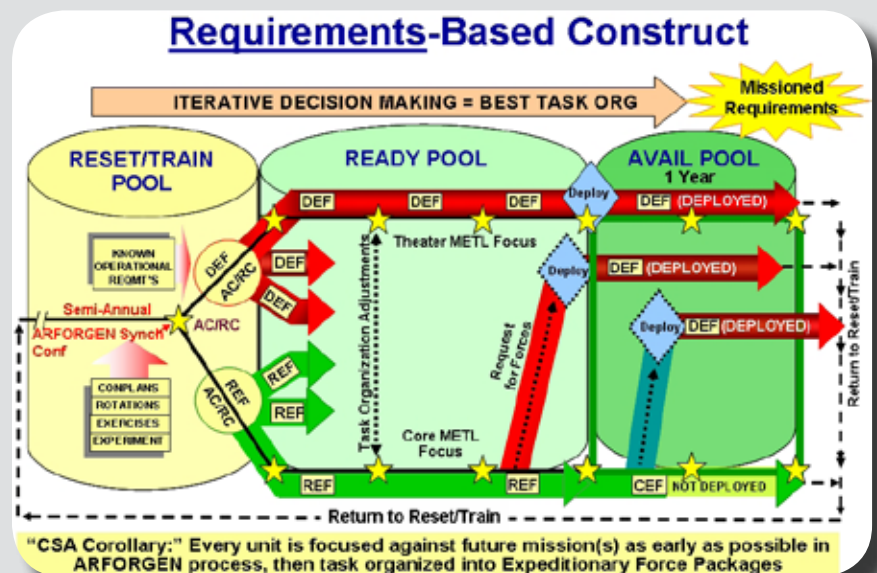 Requirements-Based Construct
ITERATIVE DECISION MAKING = BEST TASK ORG
Missioned
Requirements
RESET/TRAIN
POOL
READY POOL
AVAIL POOL
1 Year
DEF
DEF
DEF
Deploy
DEF (DEPLOYED)
Theater METL Focus
KNOWN
OPERATIONAL
REQMT'S
DEF
AC/RC
DEF
DEF
Deploy
DEF (DEPLOYED)
Semi-Annual
ARFORGEN Synch
Conf
AC/RC
Task Organization Adjustments
Request
for Forces
Deploy
DEF (DEPLOYED)
Return to Reset/Train
CONPLANS
ROTATIONS
EXERCISES
EXPERIMENT
REF
AC/RC
REF
REF
Core METL
Focus
REF
REF
CEF NOT DEPLOYED
Return to Reset/Train
"CSA Corollary:" Every unit is focused against future mission(s) as early as possible in
ARFORGEN process, then task organized into Expeditionary Force Packages